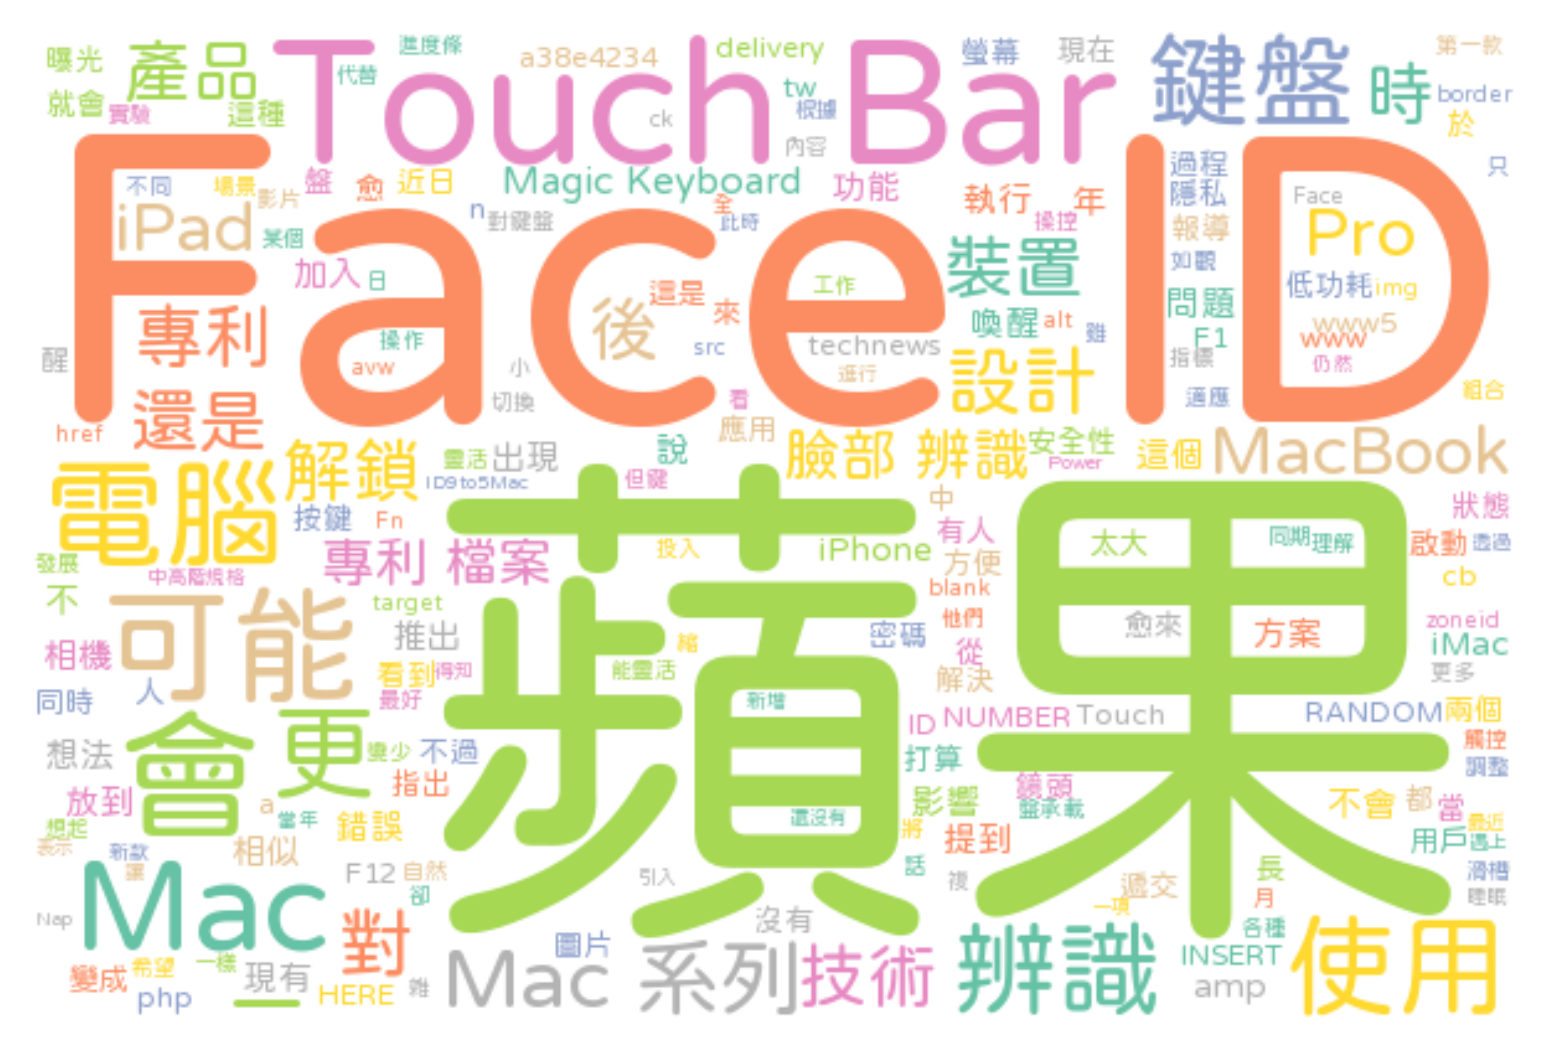 曝光 產品 Touch Bar 進度條 代替 a38e4234 delivery 螢幕 現在 鍵盤 時 第一款
就會 實驗 這種 ck tw 根據 內容 border 於
Face ID
不同 場景 影片 盤 愈 近日 Magic Keyboard 功能 執行 年 過程 隱私 Face 只
iPad 某個 n 對鍵盤 全 此時 操控 報導 Pro
加入 日 這是 來 工作 裝置 如觀 低功耗 img
專利 後 喚醒 alt 雖 問題 F1 www5 www
醒 操作 avw 小 src technews 進行 設計 指標 仍然
還是 切換 看 適應 組合
href 電腦 解鎖 靈活 出現 說 應用 臉部 辨識 安全性 Power 這個 MacBook
ID9to5Mac 但鍵 中 狀態
按鍵 Fn 蘋果 有人 太大 同期 理解 啟動 透過
發展 中高階規格 專利 檔案 投入 iPhone 方便 cb
不 可能 target blank
推出 縮 密碼 他們 愈來 方案 zoneid iMac
相機 看到 得知 能靈活 從 更多
同時 人 最好 新增 解決
ID NUMBER Touch RANDOM 兩個
想法 會 更 變少 不過 打算 觸控
指出 鏡頭 調整
放到 a 當年 錯誤 還沒有 影響 盤承載 不會 都 當 最近
想起 將 提到 用戶 遇上
表示 新款 讓 相似 F12 自然 引入 話 複 遞交 長 滑槽
Nap Mac 卻 一項 月 睡眠
對 沒有 各種
變成 希望 一樣 現有 圖片 Mac 系列 技術 辨識 INSERT 使用
php 一 HERE 雜 amp